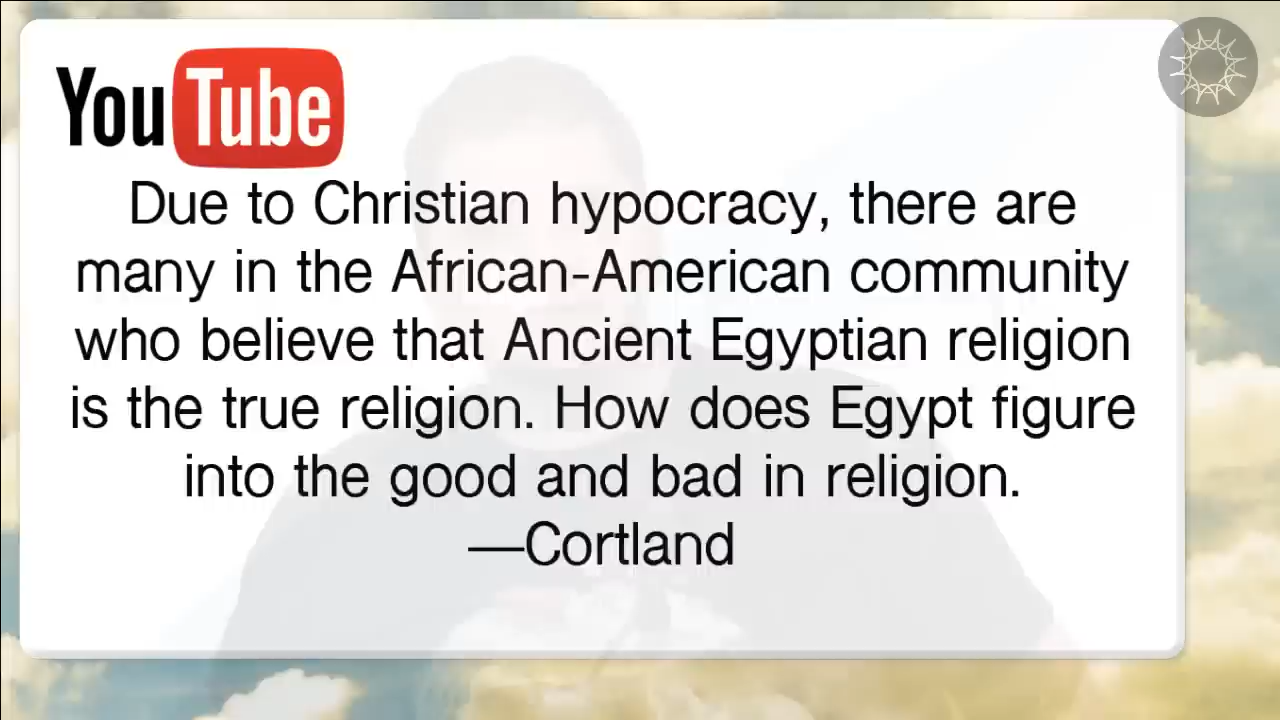 YouTube
Due to Christian hypocracy, there are
many in the African-American community
who believe that Ancient Egyptian religion
is the true religion. How does Egypt figure
into the good and bad in religion.
—Cortland